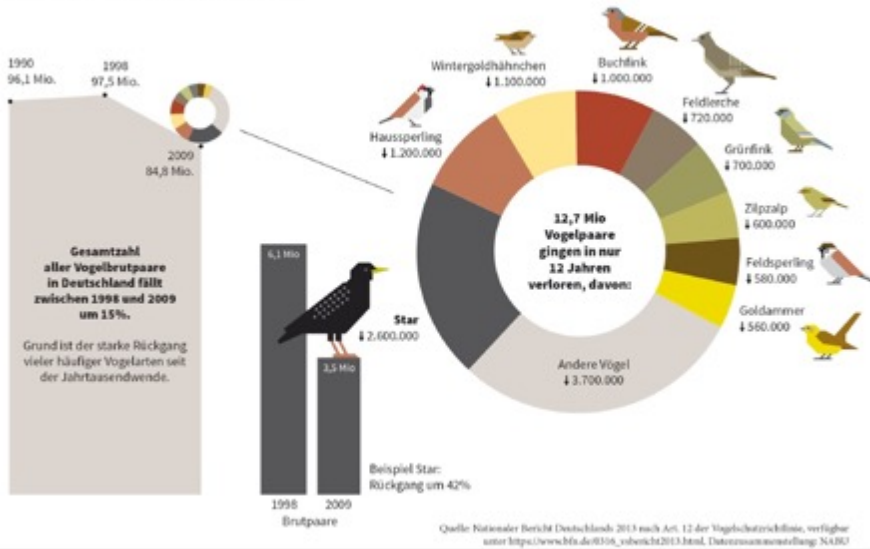 1990
96,1 Mio.
1998
97,5 Mio.
2009
84,8 Mio.
Gesamtzahl
aller Vogelbrutpaare
in Deutschland fällt
zwischen 1998 und 2009
um 15%.
Grund ist der starke Rückgang
vieler häufiger Vogelarten seit
der Jahrtausendwende.
6,1 Mio
3,5 Mio
1998
2009
Brutpaare
Star
↓ 2.600.000
Beispiel Star:
Rückgang um 42%
Haussperling
↓ 1.200.000
Wintergoldhähnchen
↓ 1.100.000
Buchfink
↓ 1.000.000
Feldlerche
↓ 720.000
Grünfink
↓ 700.000
Zilpzalp
↓ 600.000
Feldsperling
↓ 580.000
Goldammer
↓ 560.000
12,7 Mio
Vogelpaare
gingen in nur
12 Jahren
verloren, davon:
Andere Vögel
↓ 3.700.000
Quelle: Nationaler Bericht Deutschlands 2013 nach Art. 12 der Vogelschutzrichtlinie, verfügbar
unter https://www.bfn.de/0316_vsbericht2013.html, Datenzusammenstellung: NABU